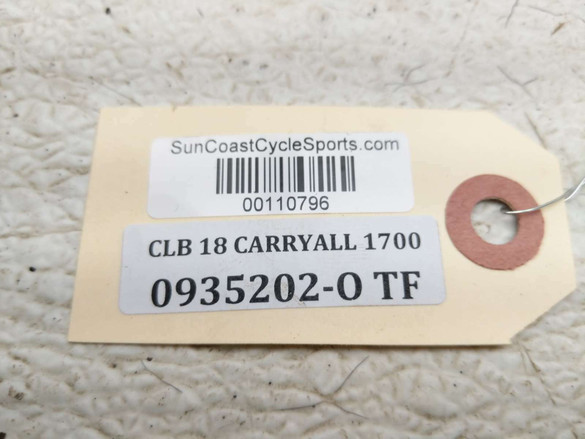 SunCoastCycleSports.com
00110796
CLB 18 CARRYALL 1700
0935202-O TF